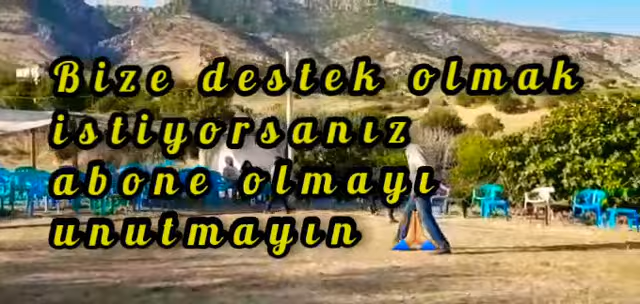 Bize destek olmak
istiyorsanız
abone olmayı
unutmayın 🙏